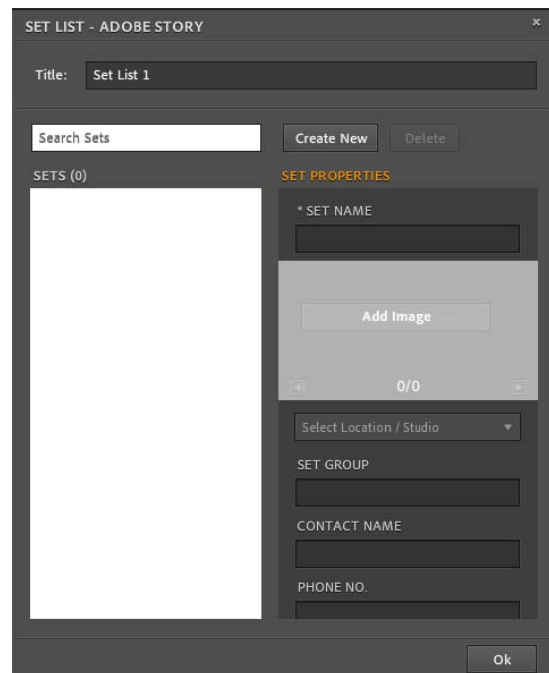 SET LIST - ADOBE STORY
Title: Set List 1
Search Sets
Create New Delete
SETS (0)
SET PROPERTIES
* SET NAME
Add Image
0/0
Select Location / Studio
SET GROUP
CONTACT NAME
PHONE NO.
Ok